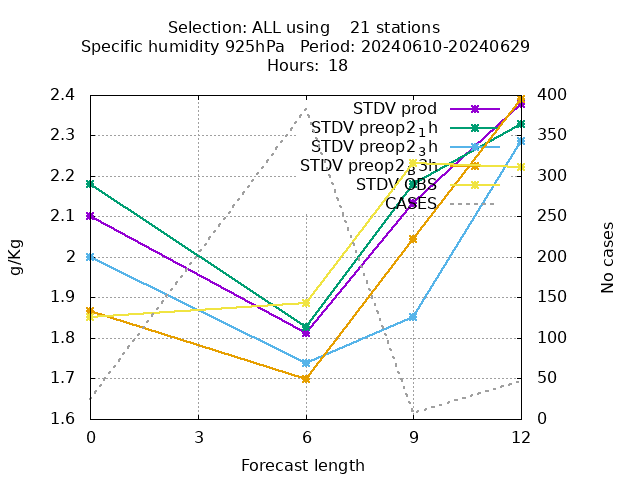 Selection: ALL using    21 stations
Specific humidity 925hPa   Period: 20240610-20240629
Hours: 18
2.4
2.3
2.2
2.1
2
1.9
1.8
1.7
1.6
400
350
300
250
200
150
100
50
0
STDV prod
STDV preop2₁h
STDV preop2₃h
STDV preop2_B3h
STDV OBS
CASES
g/Kg
No cases
0 3 6 9 12
Forecast length